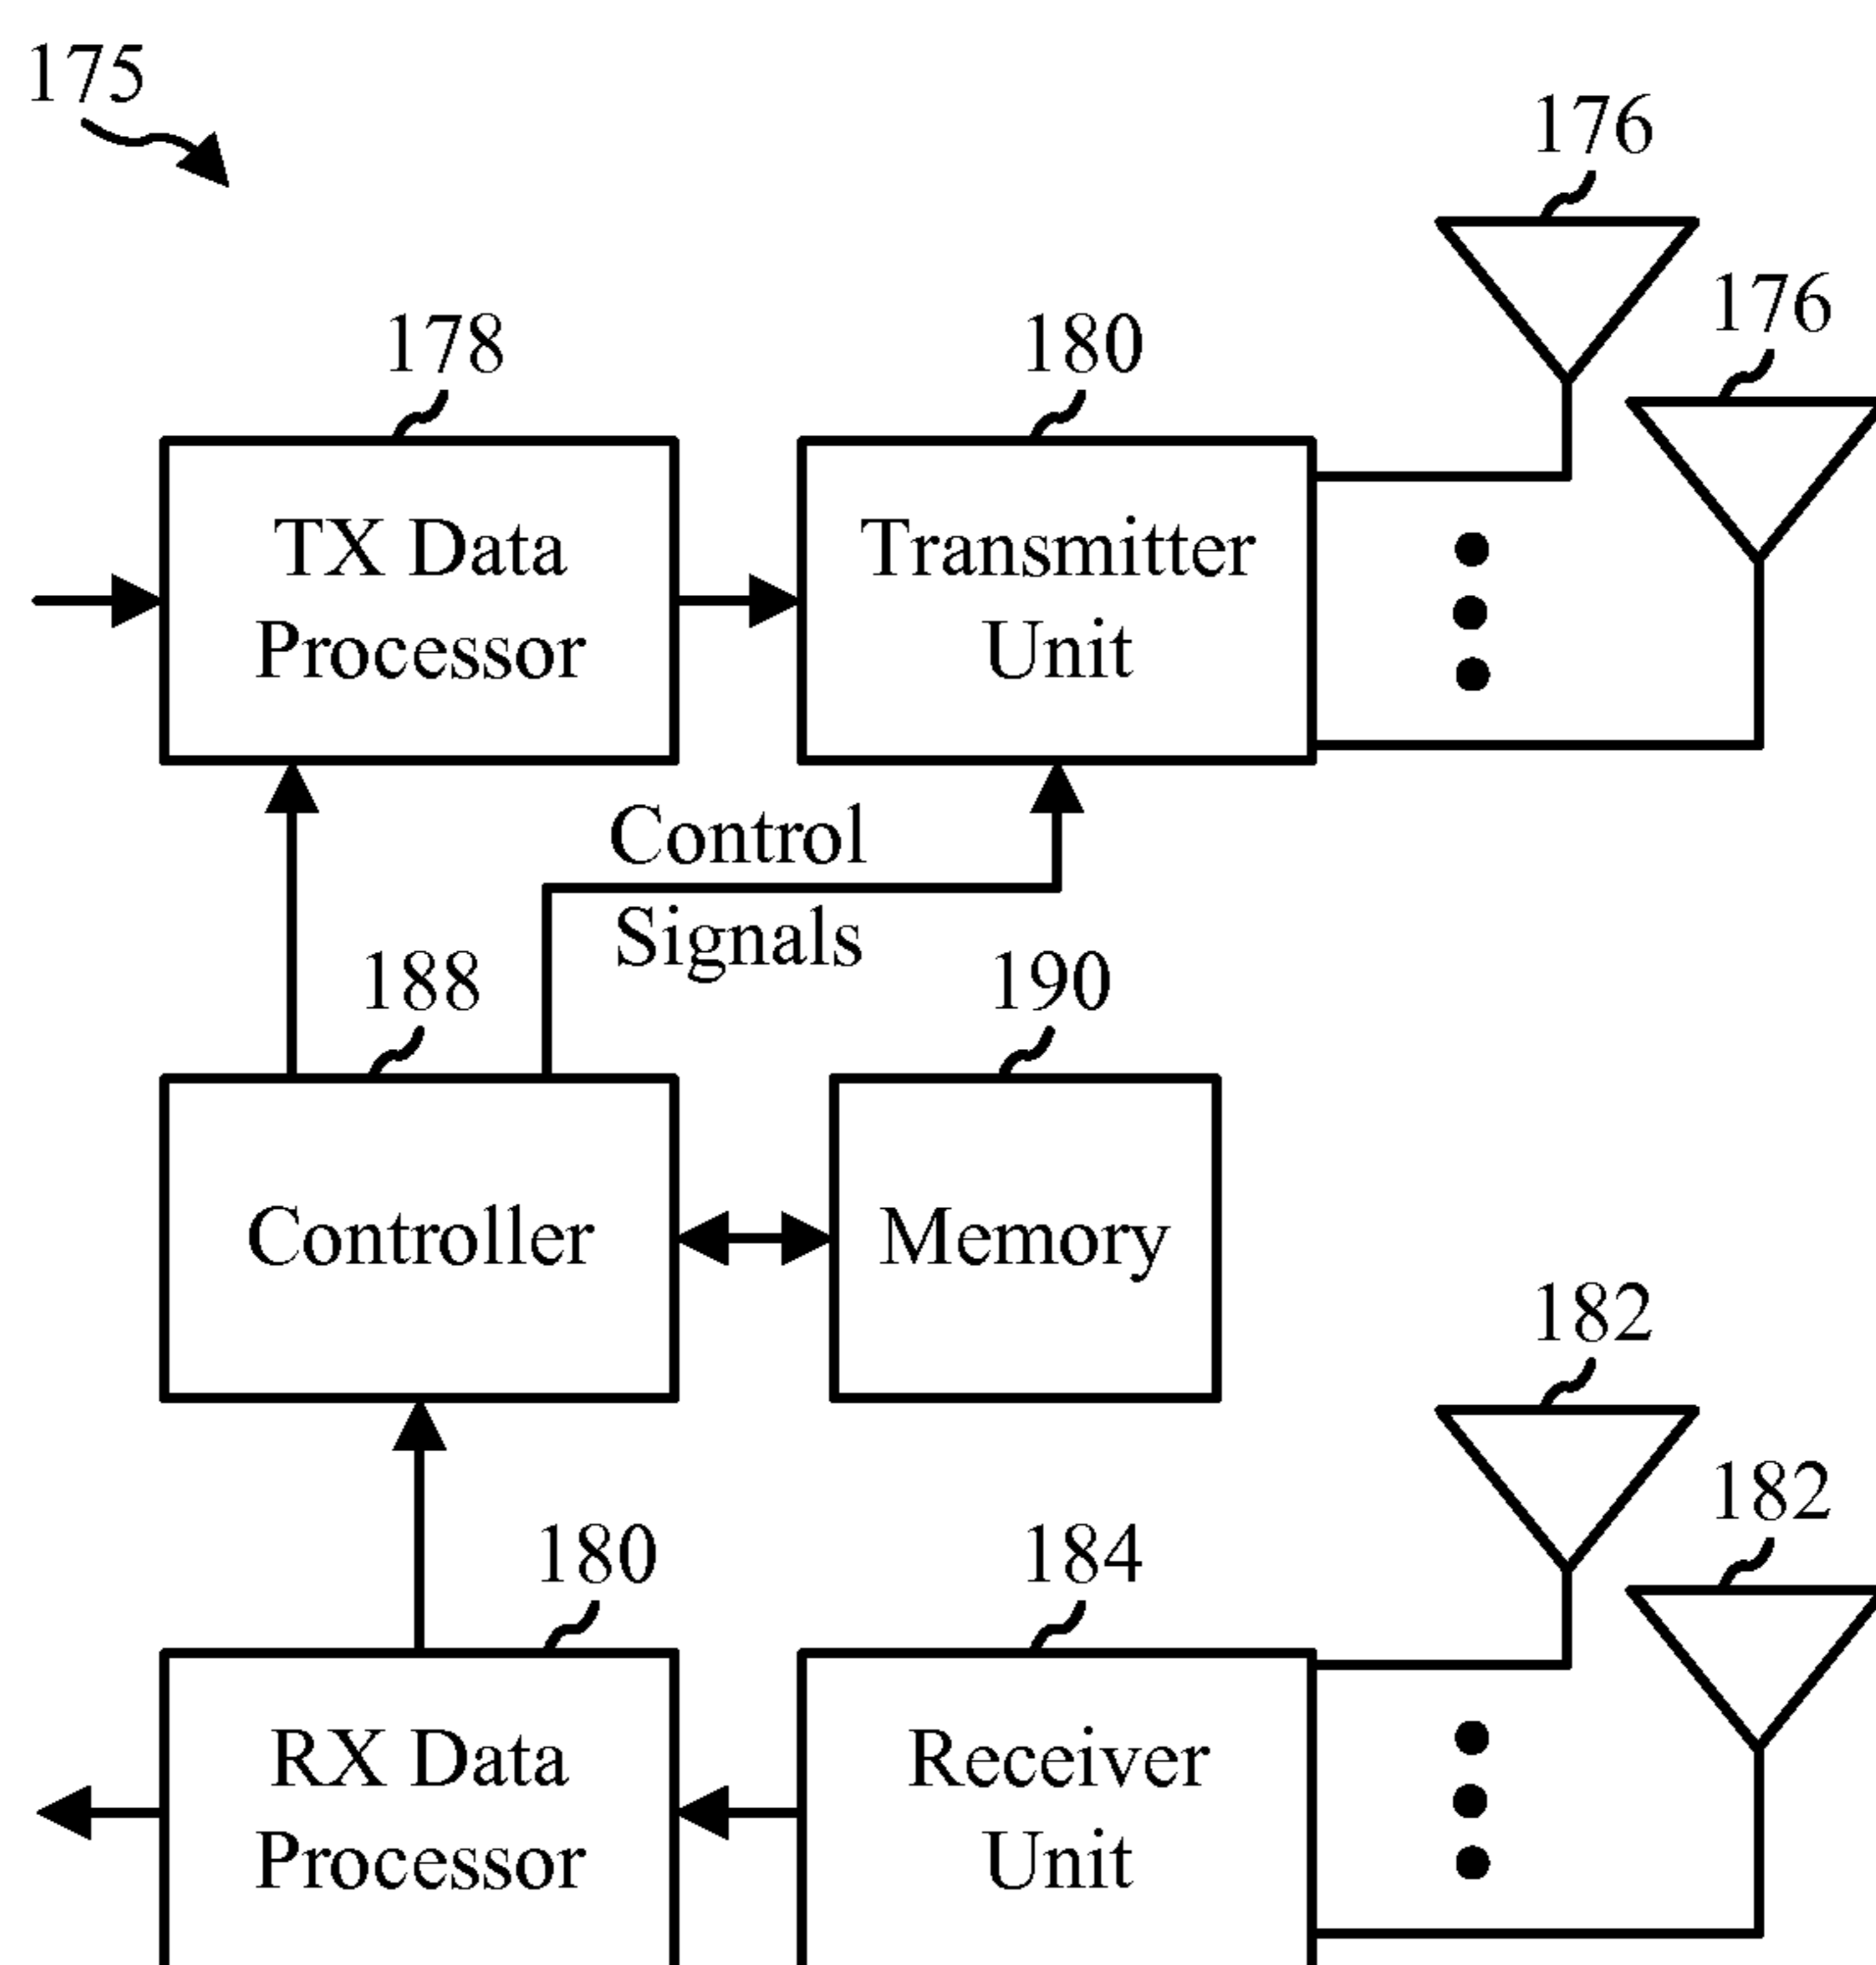 175
176
176
178
180
TX Data
Processor
Transmitter
Unit
Control
Signals
188
190
Controller
Memory
182
182
180
184
RX Data
Processor
Receiver
Unit